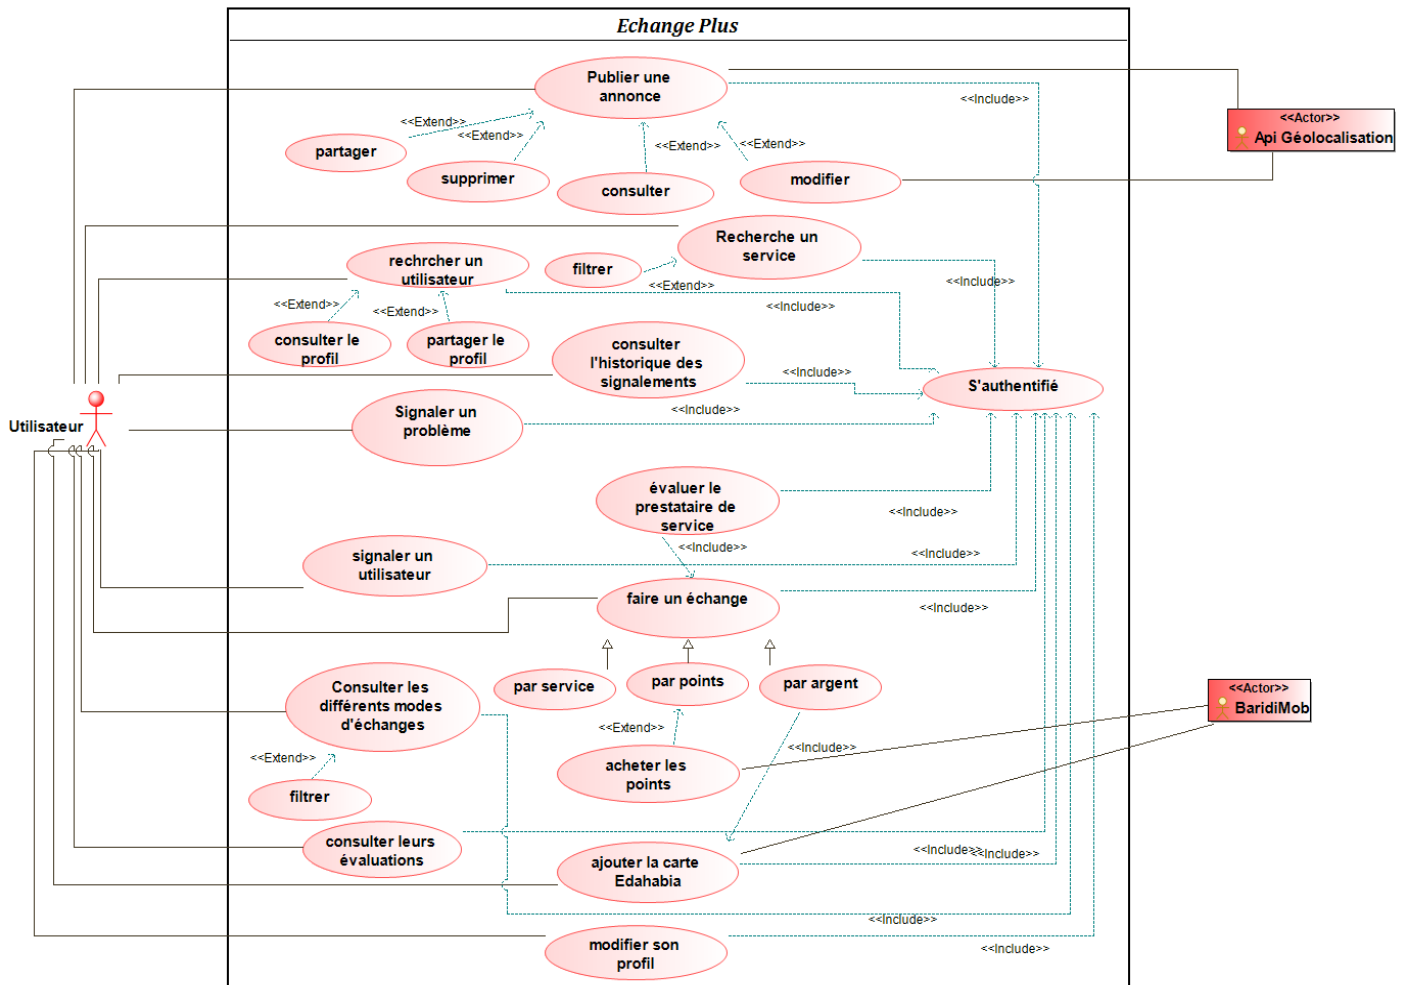 Echange Plus
Publier une
annonce
<<Include>>
<<Actor>>
Api Géolocalisation
<<Extend>>
<<Extend>>
<<Extend>>
<<Extend>>
partager
supprimer
consulter
modifier
Recherche un
service
rechrcher un
utilisateur
filtrer
<<Extend>>
<<Include>>
<<Include>>
<<Extend>>
<<Extend>>
consulter le
profil
partager le
profil
consulter
l'historique des
signalements
<<Include>>
S'authentifié
Utilisateur
Signaler un
problème
<<Include>>
évaluer le
prestataire de
service
<<Include>>
<<Include>>
signaler un
utilisateur
<<Include>>
faire un échange
<<Include>>
par service
par points
par argent
Consulter les
différents modes
d'échanges
<<Actor>>
BaridiMob
<<Extend>>
<<Include>>
<<Extend>>
acheter les
points
filtrer
consulter leurs
évaluations
<<Include>>
<<Include>>
ajouter la carte
Edahabia
<<Include>>
modifier son
profil
<<Include>>